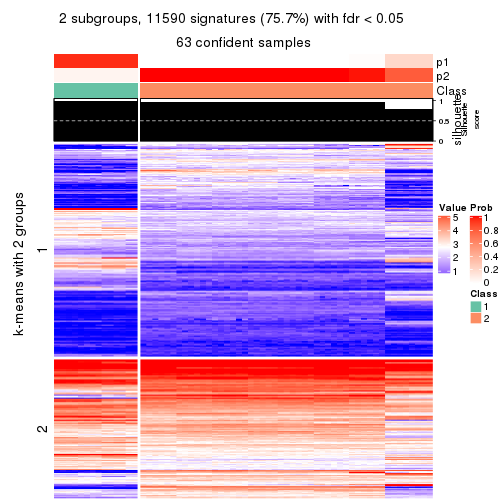 2 subgroups, 11590 signatures (75.7%) with fdr < 0.05
63 confident samples
p1
p2
Class
silhouette
Silhouette
score
1
0.5
0
k-means with 2 groups
1
2
Value
5
4
3
2
1
Prob
1
0.8
0.6
0.4
0.2
0
Class
1
2